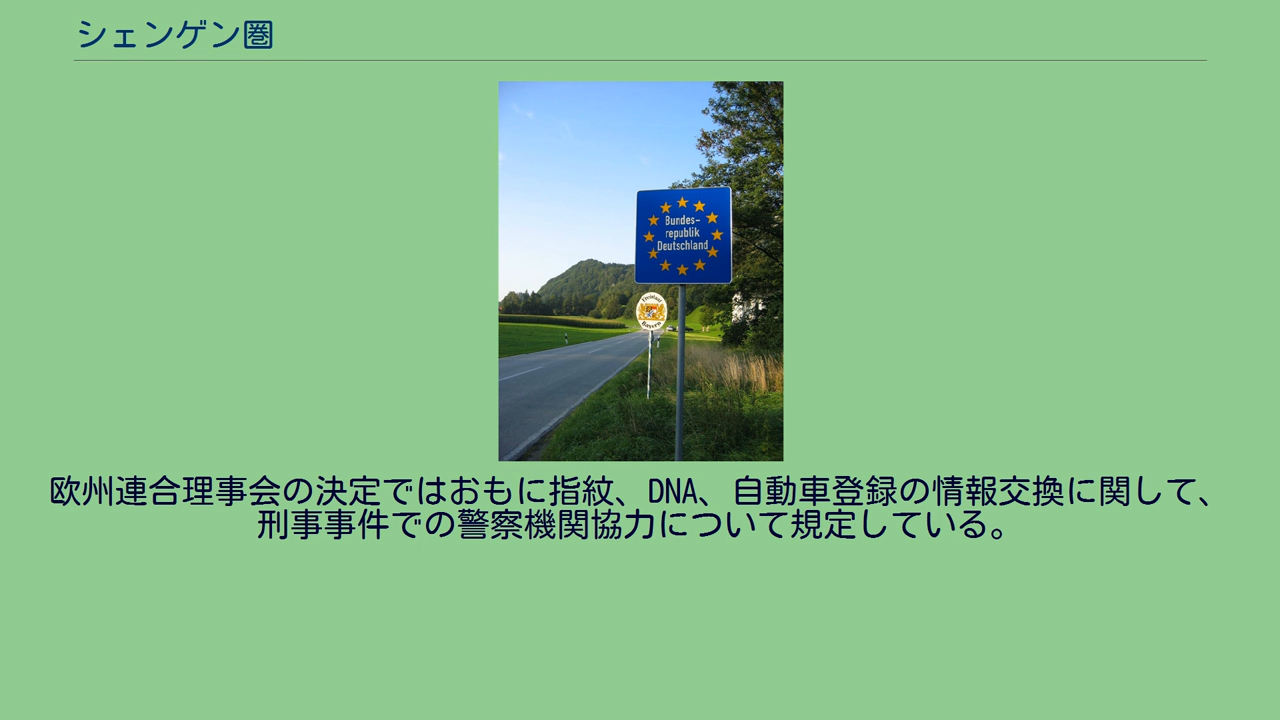 シェンゲン圏
Bundes-
republik
Deutschland
Freistaat
Bayern
欧州連合理事会の決定ではおもに指紋、DNA、自動車登録の情報交換に関して、
刑事事件での警察機関協力について規定している。